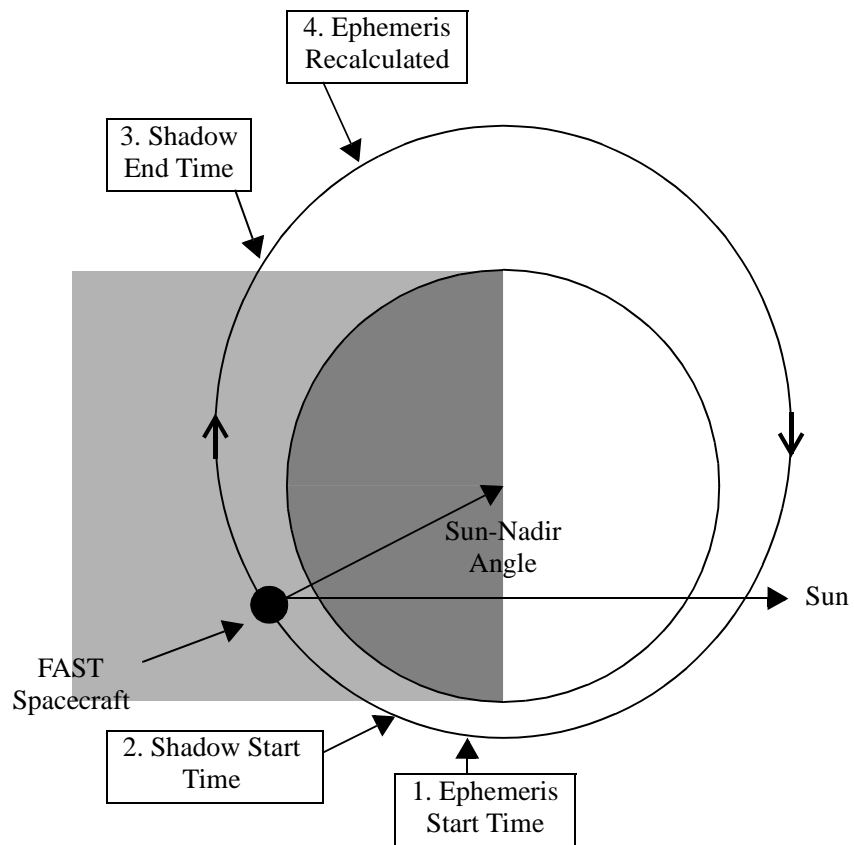 4. Ephemeris
Recalculated
3. Shadow
End Time
Sun-Nadir
Angle
Sun
FAST
Spacecraft
2. Shadow Start
Time
1. Ephemeris
Start Time